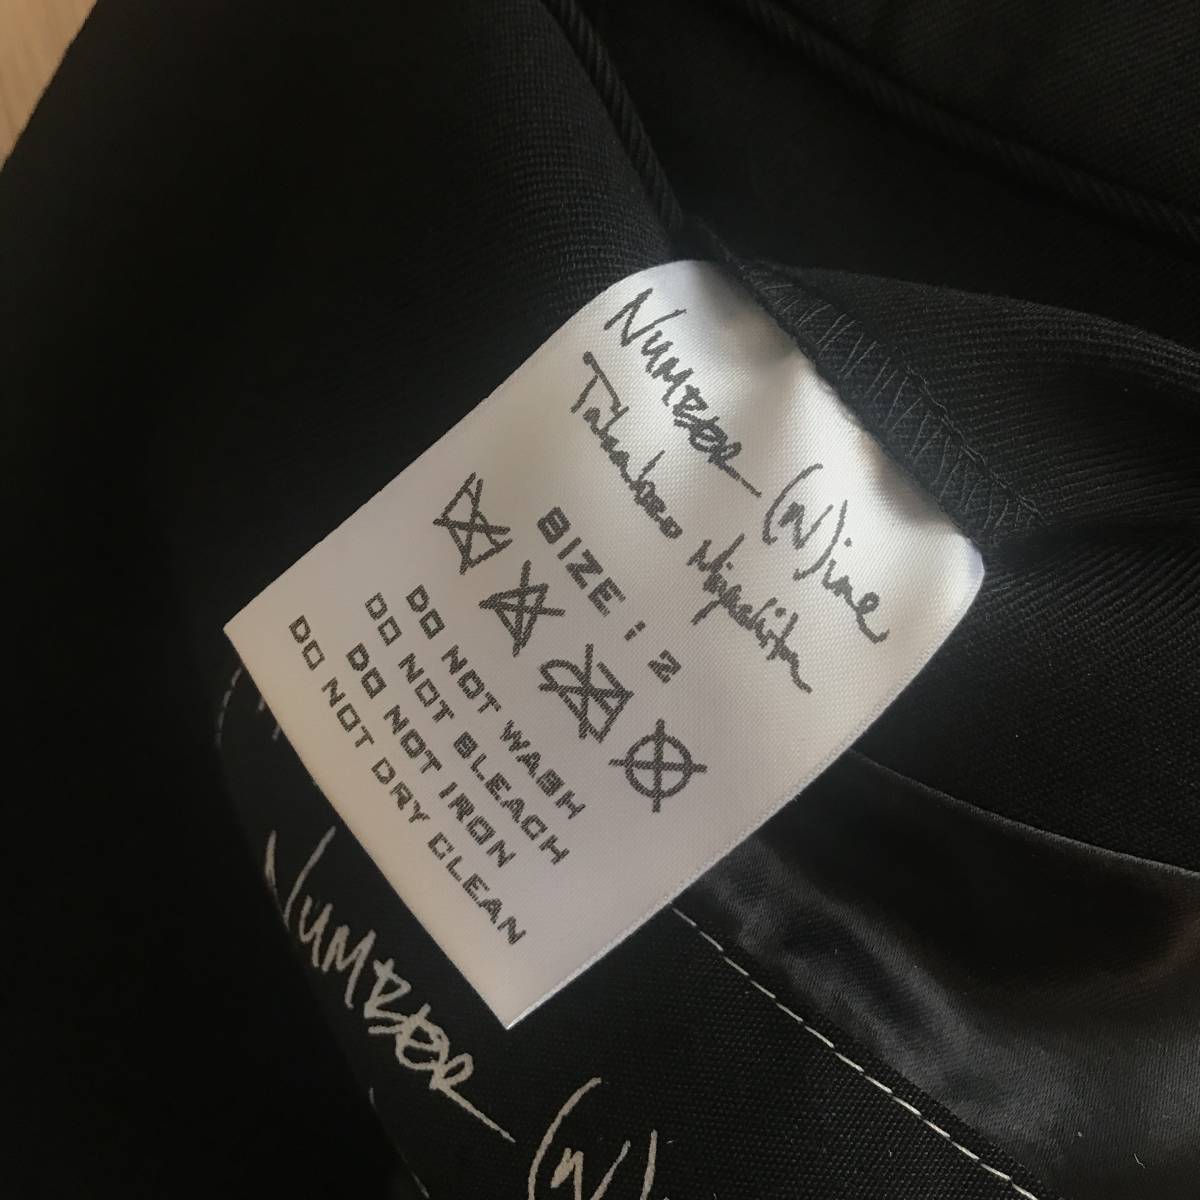 NUMBER (N)ine
Takahiro Miyashita
SIZE : 2
DO NOT WASH
DO NOT BLEACH
DO NOT IRON
DO NOT DRY CLEAN
NUMBER (N)